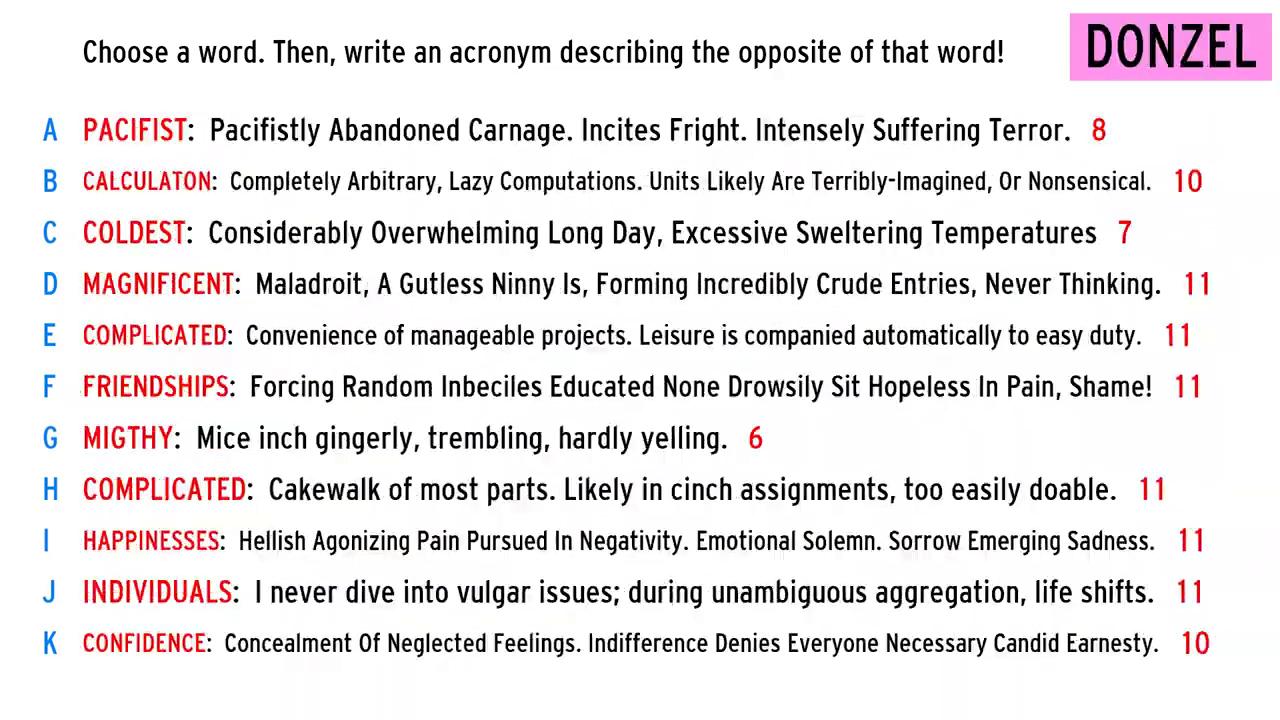 Choose a word. Then, write an acronym describing the opposite of that word!
DONZEL
A PACIFIST: Pacifistly Abandoned Carnage. Incites Fright. Intensely Suffering Terror. 8
B CALCULATON: Completely Arbitrary, Lazy Computations. Units Likely Are Terribly-Imagined, Or Nonsensical. 10
C COLDEST: Considerably Overwhelming Long Day, Excessive Sweltering Temperatures 7
D MAGNIFICENT: Maladroit, A Gutless Ninny Is, Forming Incredibly Crude Entries, Never Thinking. 11
E COMPLICATED: Convenience of manageable projects. Leisure is companied automatically to easy duty. 11
F FRIENDSHIPS: Forcing Random Inbeciles Educated None Drowsily Sit Hopeless In Pain, Shame! 11
G MIGTHY: Mice inch gingerly, trembling, hardly yelling. 6
H COMPLICATED: Cakewalk of most parts. Likely in cinch assignments, too easily doable. 11
I HAPPINESSES: Hellish Agonizing Pain Pursued In Negativity. Emotional Solemn. Sorrow Emerging Sadness. 11
J INDIVIDUALS: I never dive into vulgar issues; during unambiguous aggregation, life shifts. 11
K CONFIDENCE: Concealment Of Neglected Feelings. Indifference Denies Everyone Necessary Candid Earnesty. 10